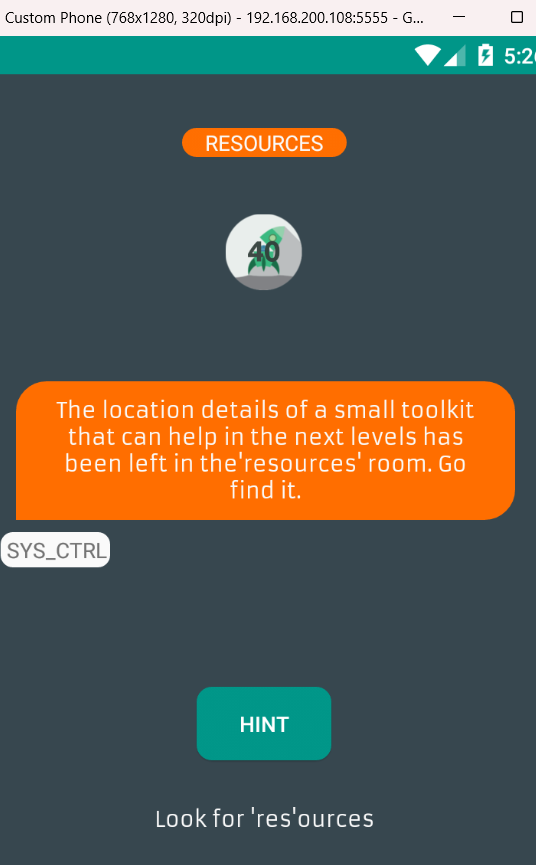 Custom Phone (768x1280, 320dpi) - 192.168.200.108:5555 - G...
RESOURCES
40
The location details of a small toolkit
that can help in the next levels has
been left in the'resources' room. Go
find it.
SYS_CTRL
HINT
Look for 'res'ources